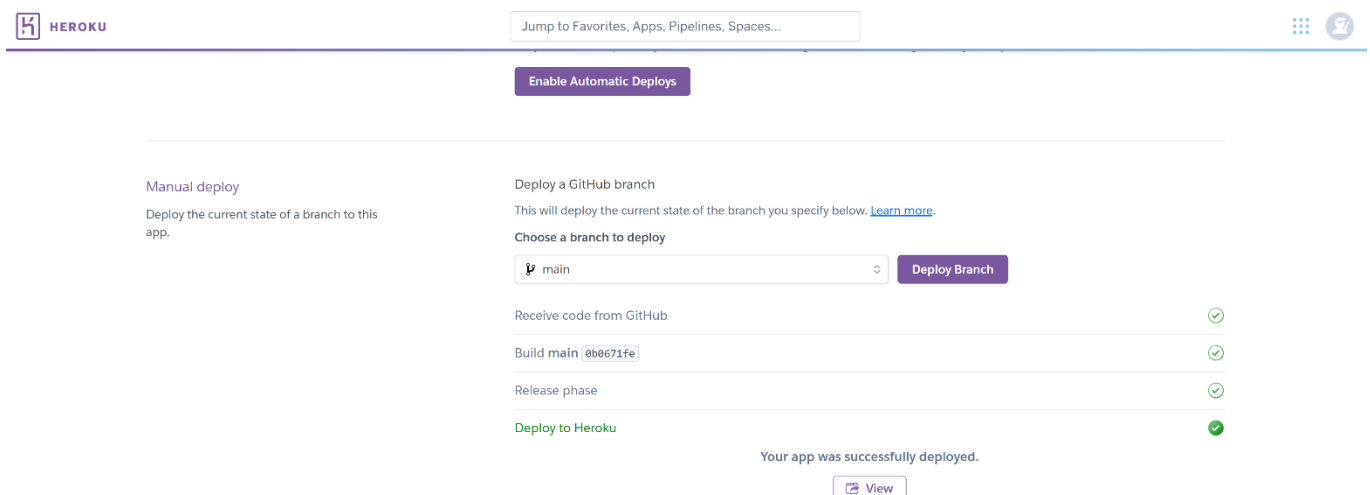 HEROKU
Jump to Favorites, Apps, Pipelines, Spaces...
Enable Automatic Deploys
Manual deploy
Deploy the current state of a branch to this
app.
Deploy a GitHub branch
This will deploy the current state of the branch you specify below. Learn more.
Choose a branch to deploy
main
Deploy Branch
Receive code from GitHub
Build main 0b0671fe
Release phase
Deploy to Heroku
Your app was successfully deployed.
View